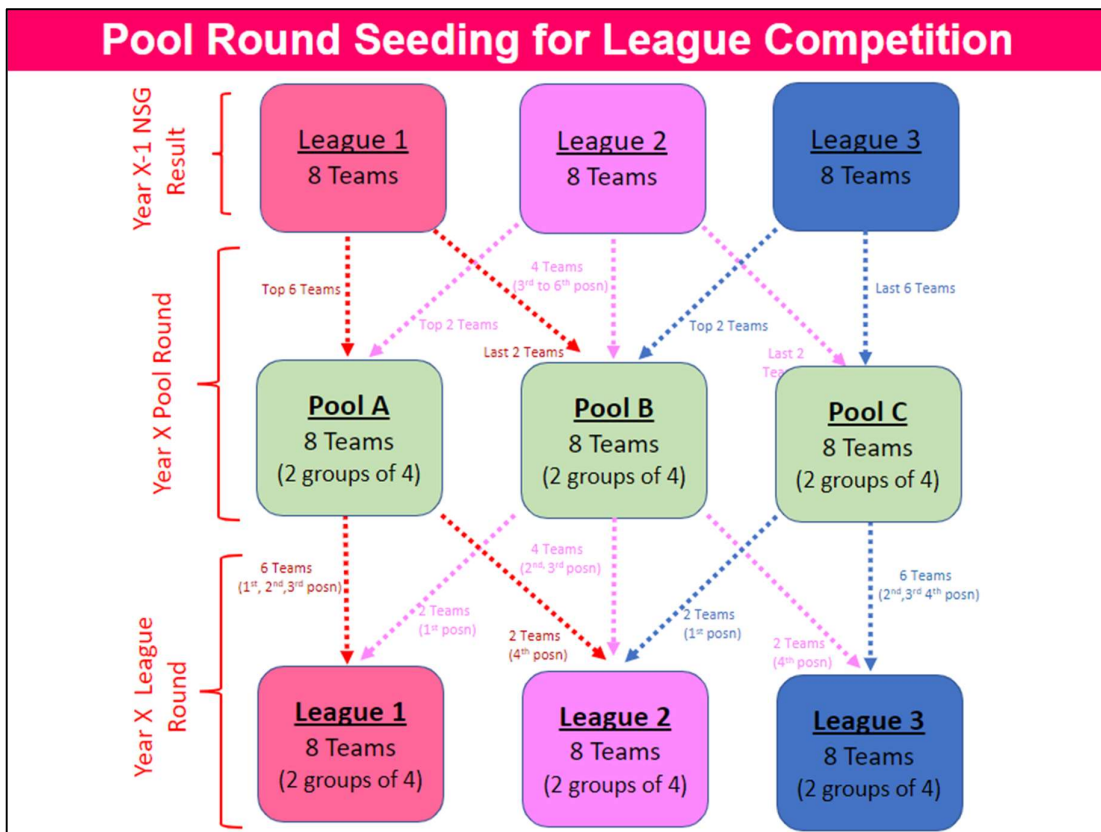 Pool Round Seeding for League Competition
Year X-1 NSG
Result
League 1
8 Teams
League 2
8 Teams
League 3
8 Teams
Year X Pool Round
Top 6 Teams
Top 2 Teams
Last 2 Teams
4 Teams
(3rd to 6th posn)
Top 2 Teams
Last 2
Last 6 Teams
Pool A
8 Teams
(2 groups of 4)
Pool B
8 Teams
(2 groups of 4)
Pool C
8 Teams
(2 groups of 4)
Year X League
Round
6 Teams
(1st, 2nd,3rd posn)
2 Teams
(1st posn)
2 Teams
(4th posn)
4 Teams
(2nd, 3rd posn)
2 Teams
(1st posn)
2 Teams
(4th posn)
6 Teams
(2nd,3rd 4th posn)
League 1
8 Teams
(2 groups of 4)
League 2
8 Teams
(2 groups of 4)
League 3
8 Teams
(2 groups of 4)